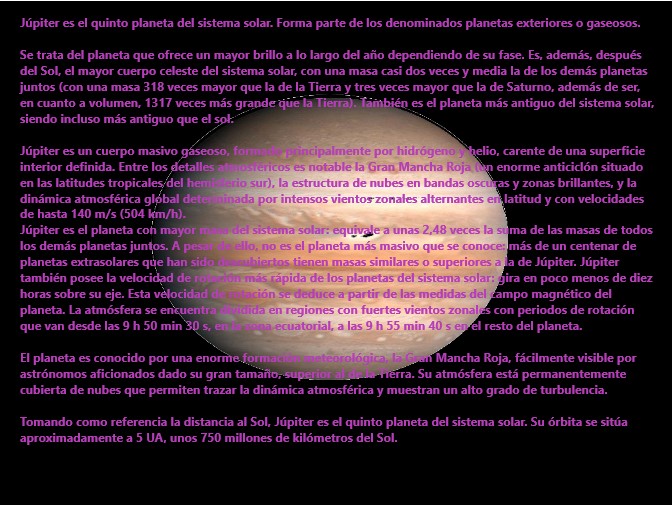 Júpiter es el quinto planeta del sistema solar. Forma parte de los denominados planetas exteriores o gaseosos.
Se trata del planeta que ofrece un mayor brillo a lo largo del año dependiendo de su fase. Es, además, después
del Sol, el mayor cuerpo celeste del sistema solar, con una masa casi dos veces y media la de los demás planetas
juntos (con una masa 318 veces mayor que la de la Tierra y tres veces mayor que la de Saturno, además de ser,
en cuanto a volumen, 1317 veces más grande que la Tierra). También es el planeta más antiguo del sistema solar,
siendo incluso más antiguo que el sol.
Júpiter es un cuerpo masivo gaseoso, formado principalmente por hidrógeno y helio, carente de una superficie
interior definida. Entre los detalles atmosféricos es notable la Gran Mancha Roja (un enorme anticiclón situado
en las latitudes tropicales del hemisferio sur), la estructura de nubes en bandas oscuras y zonas brillantes, y la
dinámica atmosférica global determinada por intensos vientos zonales alternantes en latitud y con velocidades
de hasta 140 m/s (504 km/h).
Júpiter es el planeta con mayor masa del sistema solar: equivale a unas 2,48 veces la suma de las masas de todos
los demás planetas juntos. A pesar de ello, no es el planeta más masivo que se conoce: más de un centenar de
planetas extrasolares que han sido descubiertos tienen masas similares o superiores a la de Júpiter. Júpiter
también posee la velocidad de rotación más rápida de los planetas del sistema solar: gira en poco menos de diez
horas sobre su eje. Esta velocidad de rotación se deduce a partir de las medidas del campo magnético del
planeta. La atmósfera se encuentra dividida en regiones con fuertes vientos zonales con periodos de rotación
que van desde las 9 h 50 min 30 s, en la zona ecuatorial, a las 9 h 55 min 40 s en el resto del planeta.
El planeta es conocido por una enorme formación meteorológica, la Gran Mancha Roja, fácilmente visible por
astrónomos aficionados dado su gran tamaño, superior al de la Tierra. Su atmósfera está permanentemente
cubierta de nubes que permiten trazar la dinámica atmosférica y muestran un alto grado de turbulencia.
Tomando como referencia la distancia al Sol, Júpiter es el quinto planeta del sistema solar. Su órbita se sitúa
aproximadamente a 5 UA, unos 750 millones de kilómetros del Sol.